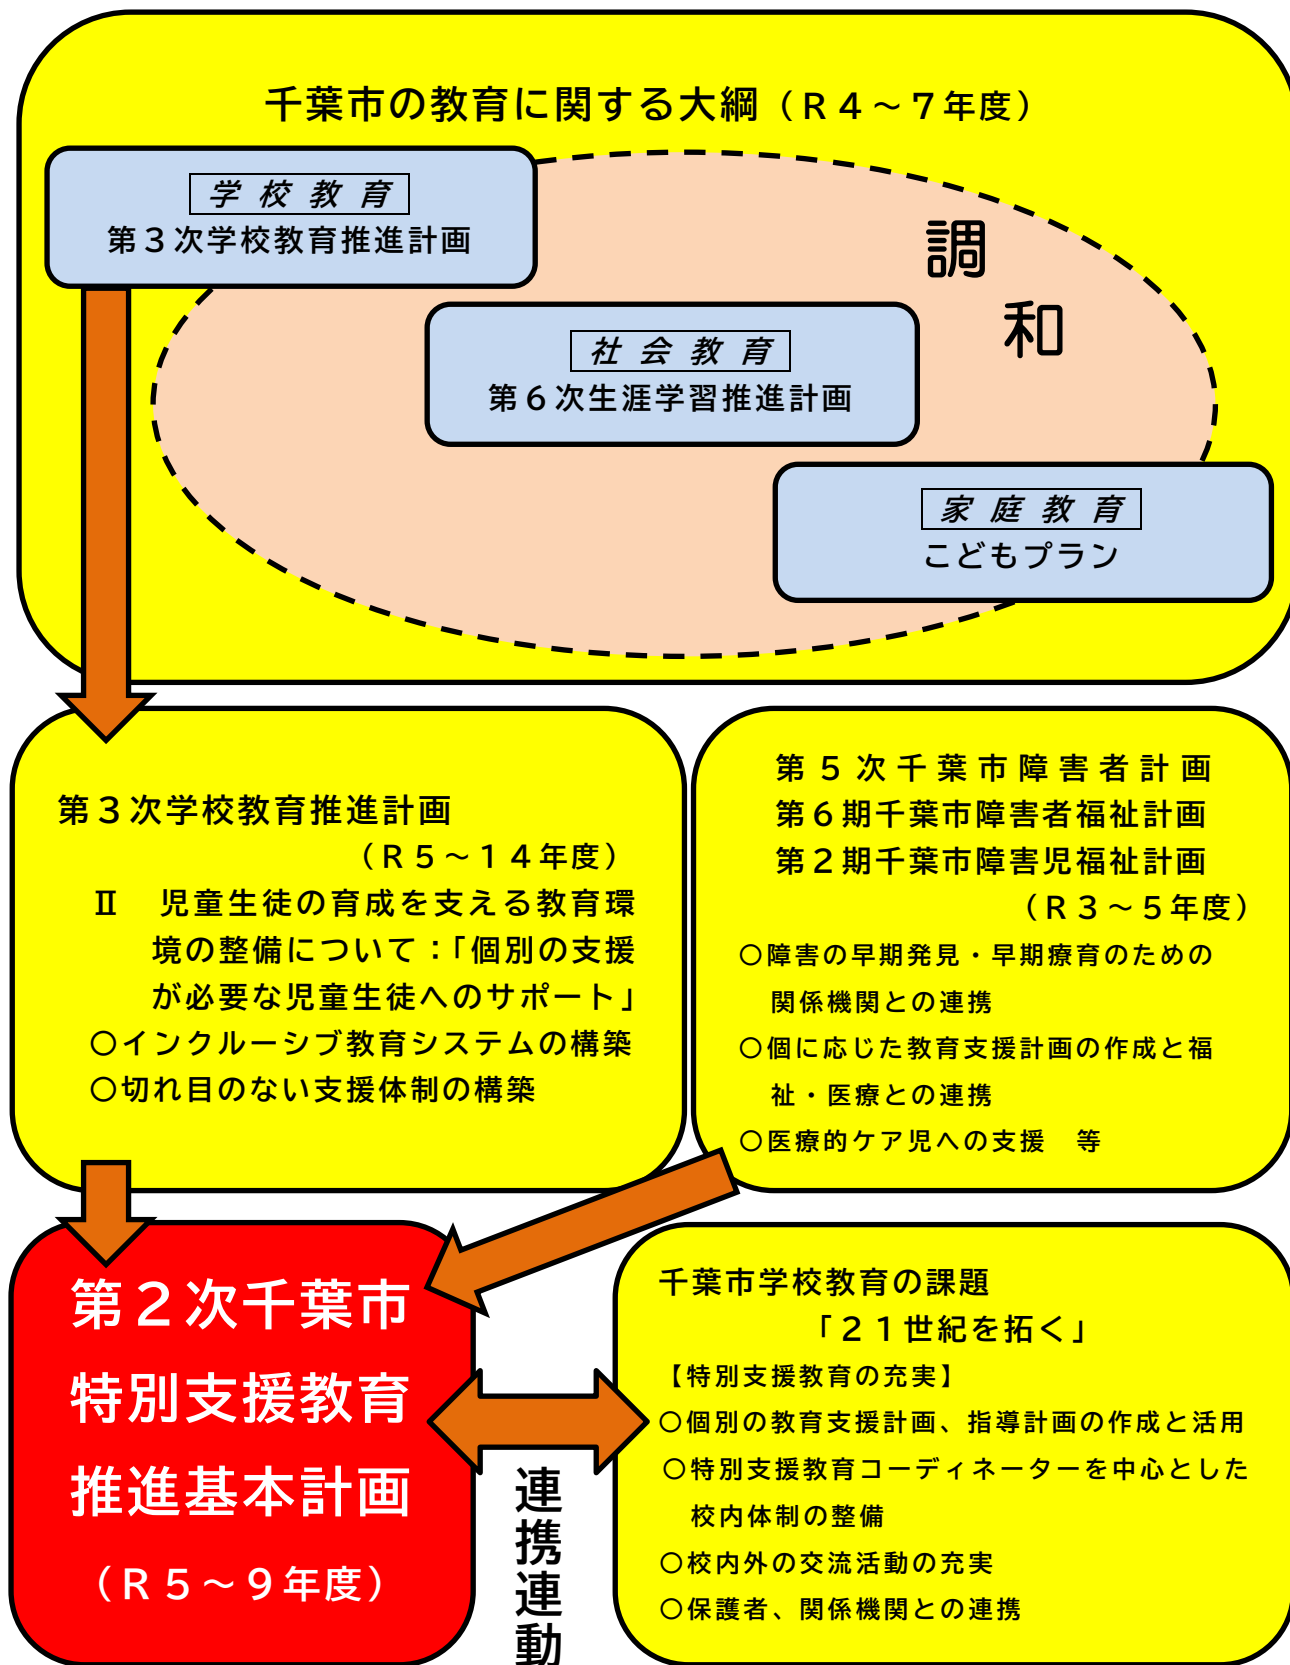 千葉市の教育に関する大綱（Ｒ４～７年度）
学校教育
第３次学校教育推進計画
調
和
社会教育
第６次生涯学習推進計画
家庭教育
こどもプラン
第３次学校教育推進計画
（Ｒ５～１４年度）
Ⅱ　児童生徒の育成を支える教育環
境の整備について：「個別の支援
が必要な児童生徒へのサポート」
○インクルーシブ教育システムの構築
○切れ目のない支援体制の構築
第５次千葉市障害者計画
第６期千葉市障害者福祉計画
第２期千葉市障害児福祉計画
（Ｒ３～５年度）
○障害の早期発見・早期療育のための
関係機関との連携
○個に応じた教育支援計画の作成と福
祉・医療との連携
○医療的ケア児への支援　等
第２次千葉市
特別支援教育
推進基本計画
（Ｒ５～９年度）
連携連動
千葉市学校教育の課題
「２１世紀を拓く」
【特別支援教育の充実】
○個別の教育支援計画、指導計画の作成と活用
○特別支援教育コーディネーターを中心とした
校内体制の整備
○校内外の交流活動の充実
○保護者、関係機関との連携